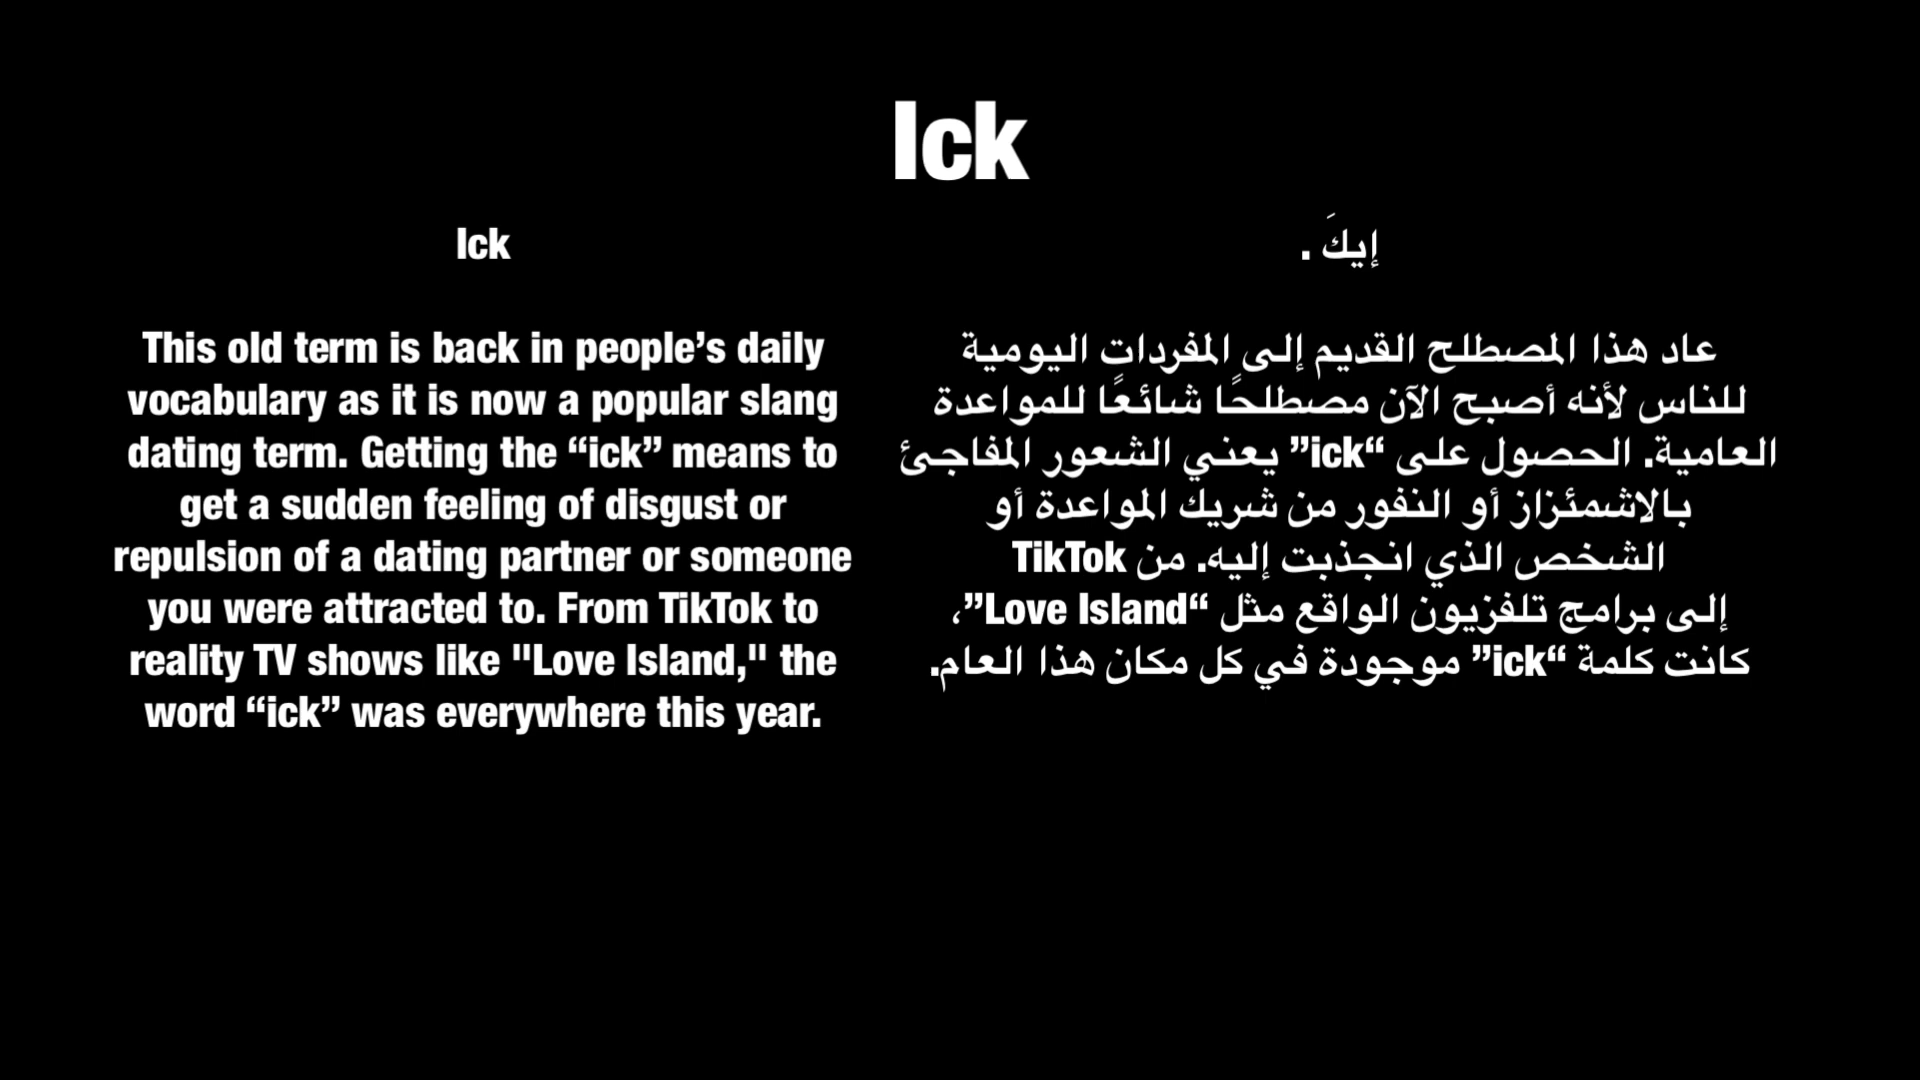 Ick
Ick
This old term is back in people’s daily
vocabulary as it is now a popular slang
dating term. Getting the “ick” means to
get a sudden feeling of disgust or
repulsion of a dating partner or someone
you were attracted to. From TikTok to
reality TV shows like "Love Island," the
word “ick” was everywhere this year.
إيكَ .
عاد هذا المصطلح القديم إلى المفردات اليومية
للناس لأنه أصبح الآن مصطلحًا شائعًا للمواعدة
العامية. الحصول على “ick” يعني الشعور المفاجئ
بالاشمئزاز أو النفور من شريك المواعدة أو
الشخص الذي انجذبت إليه. من TikTok
إلى برامج تلفزيون الواقع مثل “Love Island”،
كانت كلمة “ick” موجودة في كل مكان هذا العام.